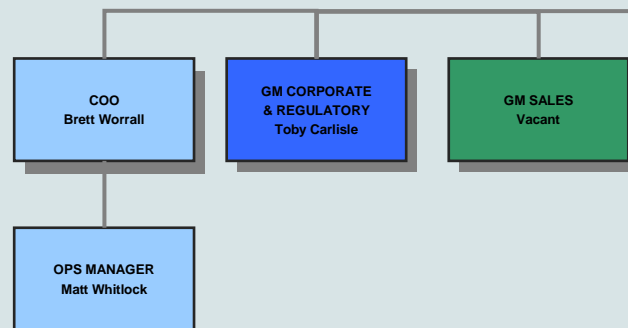 COO
Brett Worrall
GM CORPORATE
& REGULATORY
Toby Carlisle
GM SALES
Vacant
OPS MANAGER
Matt Whitlock